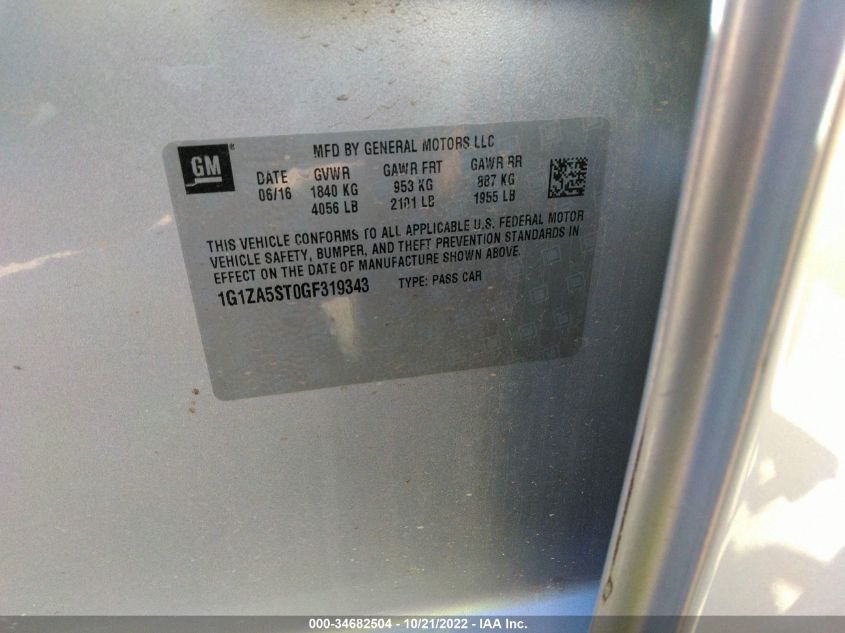 GM
MFD BY GENERAL MOTORS LLC
DATE GVWR GAWR FRT GAWR RR
06/16 1840 KG 953 KG 887 KG
4056 LB 2101 LB 1955 LB
THIS VEHICLE CONFORMS TO ALL APPLICABLE U.S. FEDERAL MOTOR
VEHICLE SAFETY, BUMPER, AND THEFT PREVENTION STANDARDS IN
EFFECT ON THE DATE OF MANUFACTURE SHOWN ABOVE.
1G1ZA5ST0GF319343 TYPE: PASS CAR
000-34682504 - 10/21/2022 - IAA Inc.